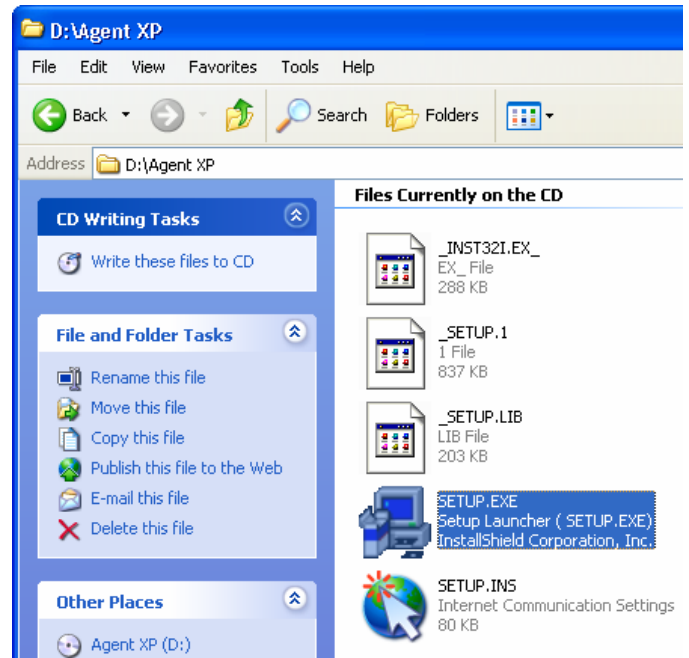 D:\Agent XP
File Edit View Favorites Tools Help
Back Search Folders
Address D:\Agent XP
CD Writing Tasks
Write these files to CD
File and Folder Tasks
Rename this file
Move this file
Copy this file
Publish this file to the Web
E-mail this file
Delete this file
Other Places
Agent XP (D:)
Files Currently on the CD
_INST32I.EX_
EX_ File
288 KB
_SETUP.1
1 File
837 KB
_SETUP.LIB
LIB File
203 KB
SETUP.EXE
Setup Launcher ( SETUP.EXE)
InstallShield Corporation, Inc.
SETUP.INS
Internet Communication Settings
80 KB